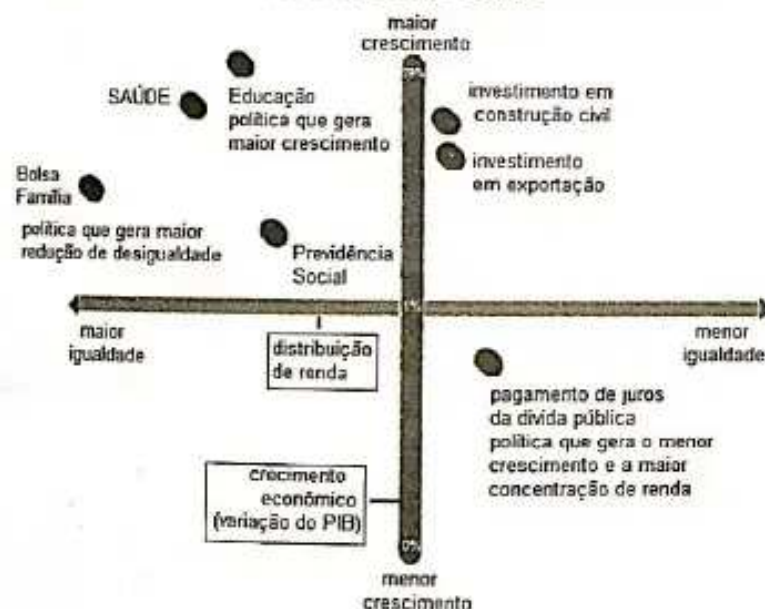 maior
crescimento
SAÚDE
Educação
política que gera
maior crescimento
investimento em
construção civil
investimento
em exportação
Bolsa
Família
política que gera maior
redução de desigualdade
Previdência
Social
maior
igualdade
menor
igualdade
distribuição
de renda
pagamento de juros
da dívida pública
política que gera o menor
crescimento e a maior
concentração de renda
crecimento
econômico
(variação do PIB)
0%
menor
crescimento